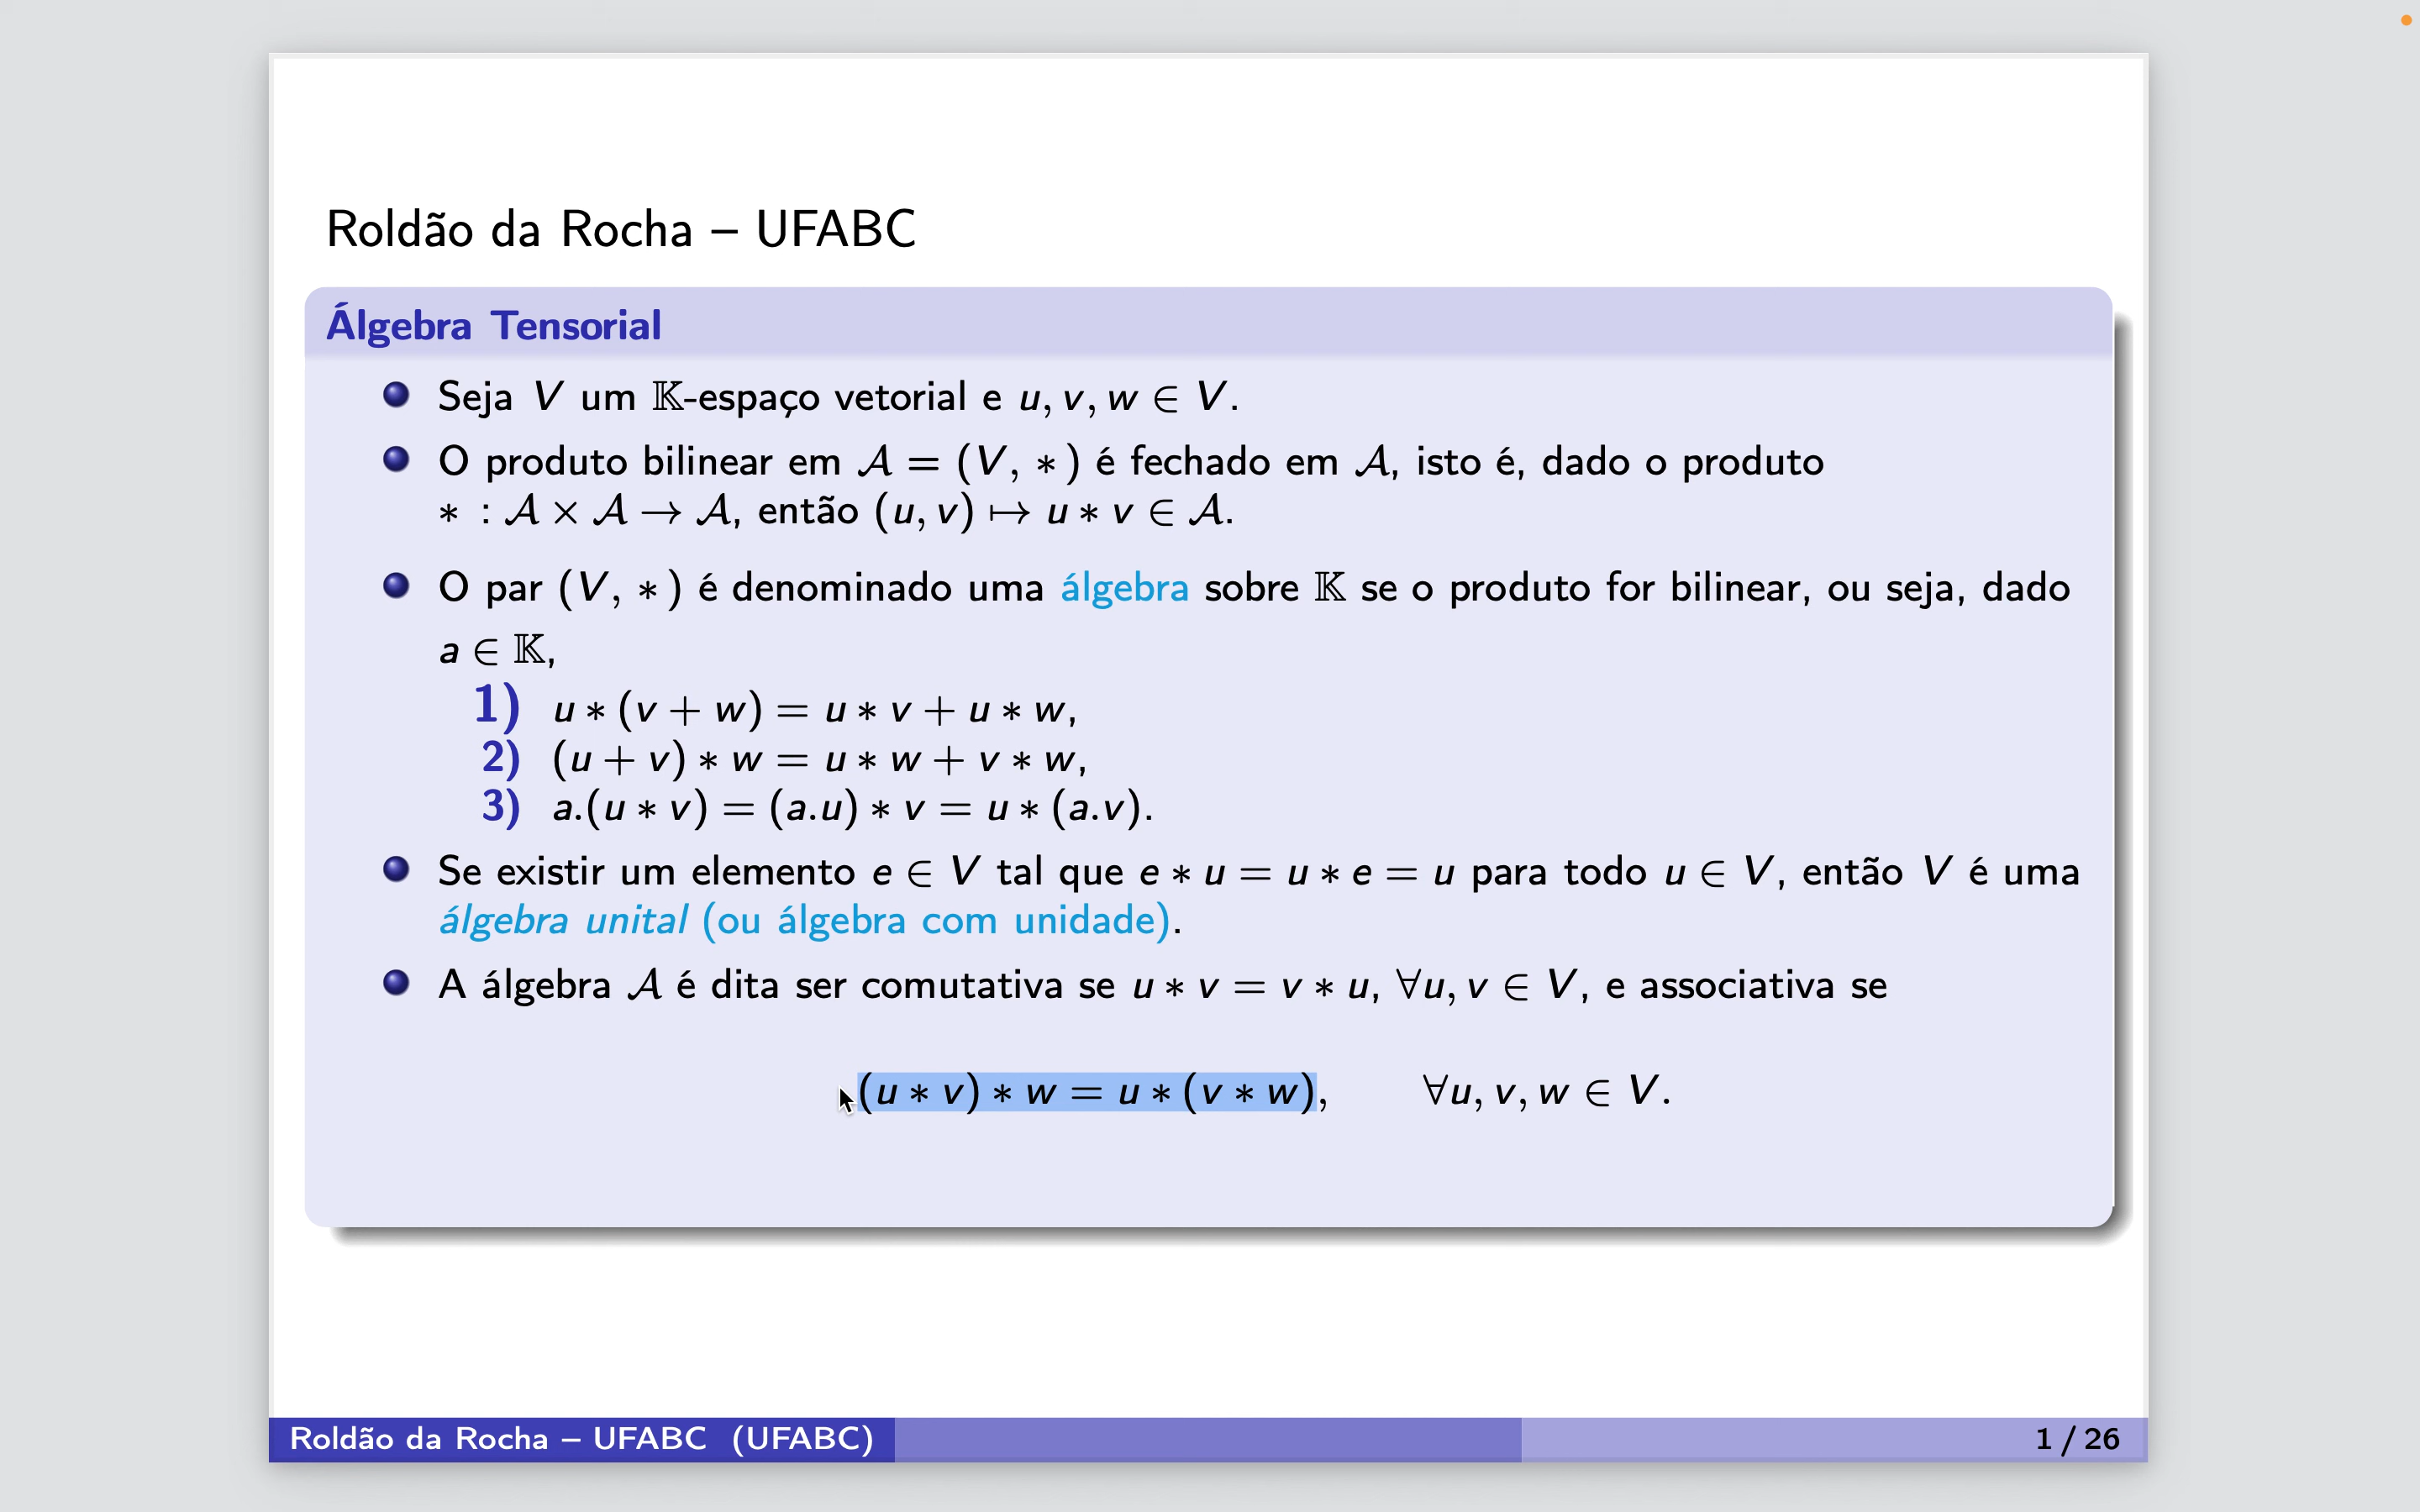 Roldão da Rocha – UFABC
Álgebra Tensorial
Seja V um 𝕂-espaço vetorial e u, v, w ∈ V.
O produto bilinear em 𝒜 = (V, ∗) é fechado em 𝒜, isto é, dado o produto
∗ : 𝒜 × 𝒜 → 𝒜, então (u, v) ↦ u ∗ v ∈ 𝒜.
O par (V, ∗) é denominado uma álgebra sobre 𝕂 se o produto for bilinear, ou seja, dado
a ∈ 𝕂,
1) u ∗ (v + w) = u ∗ v + u ∗ w,
2) (u + v) ∗ w = u ∗ w + v ∗ w,
3) a.(u ∗ v) = (a.u) ∗ v = u ∗ (a.v).
Se existir um elemento e ∈ V tal que e ∗ u = u ∗ e = u para todo u ∈ V, então V é uma
álgebra unital (ou álgebra com unidade).
A álgebra 𝒜 é dita ser comutativa se u ∗ v = v ∗ u, ∀u, v ∈ V, e associativa se
(u ∗ v) ∗ w = u ∗ (v ∗ w), ∀u, v, w ∈ V.
Roldão da Rocha – UFABC (UFABC) 1 / 26